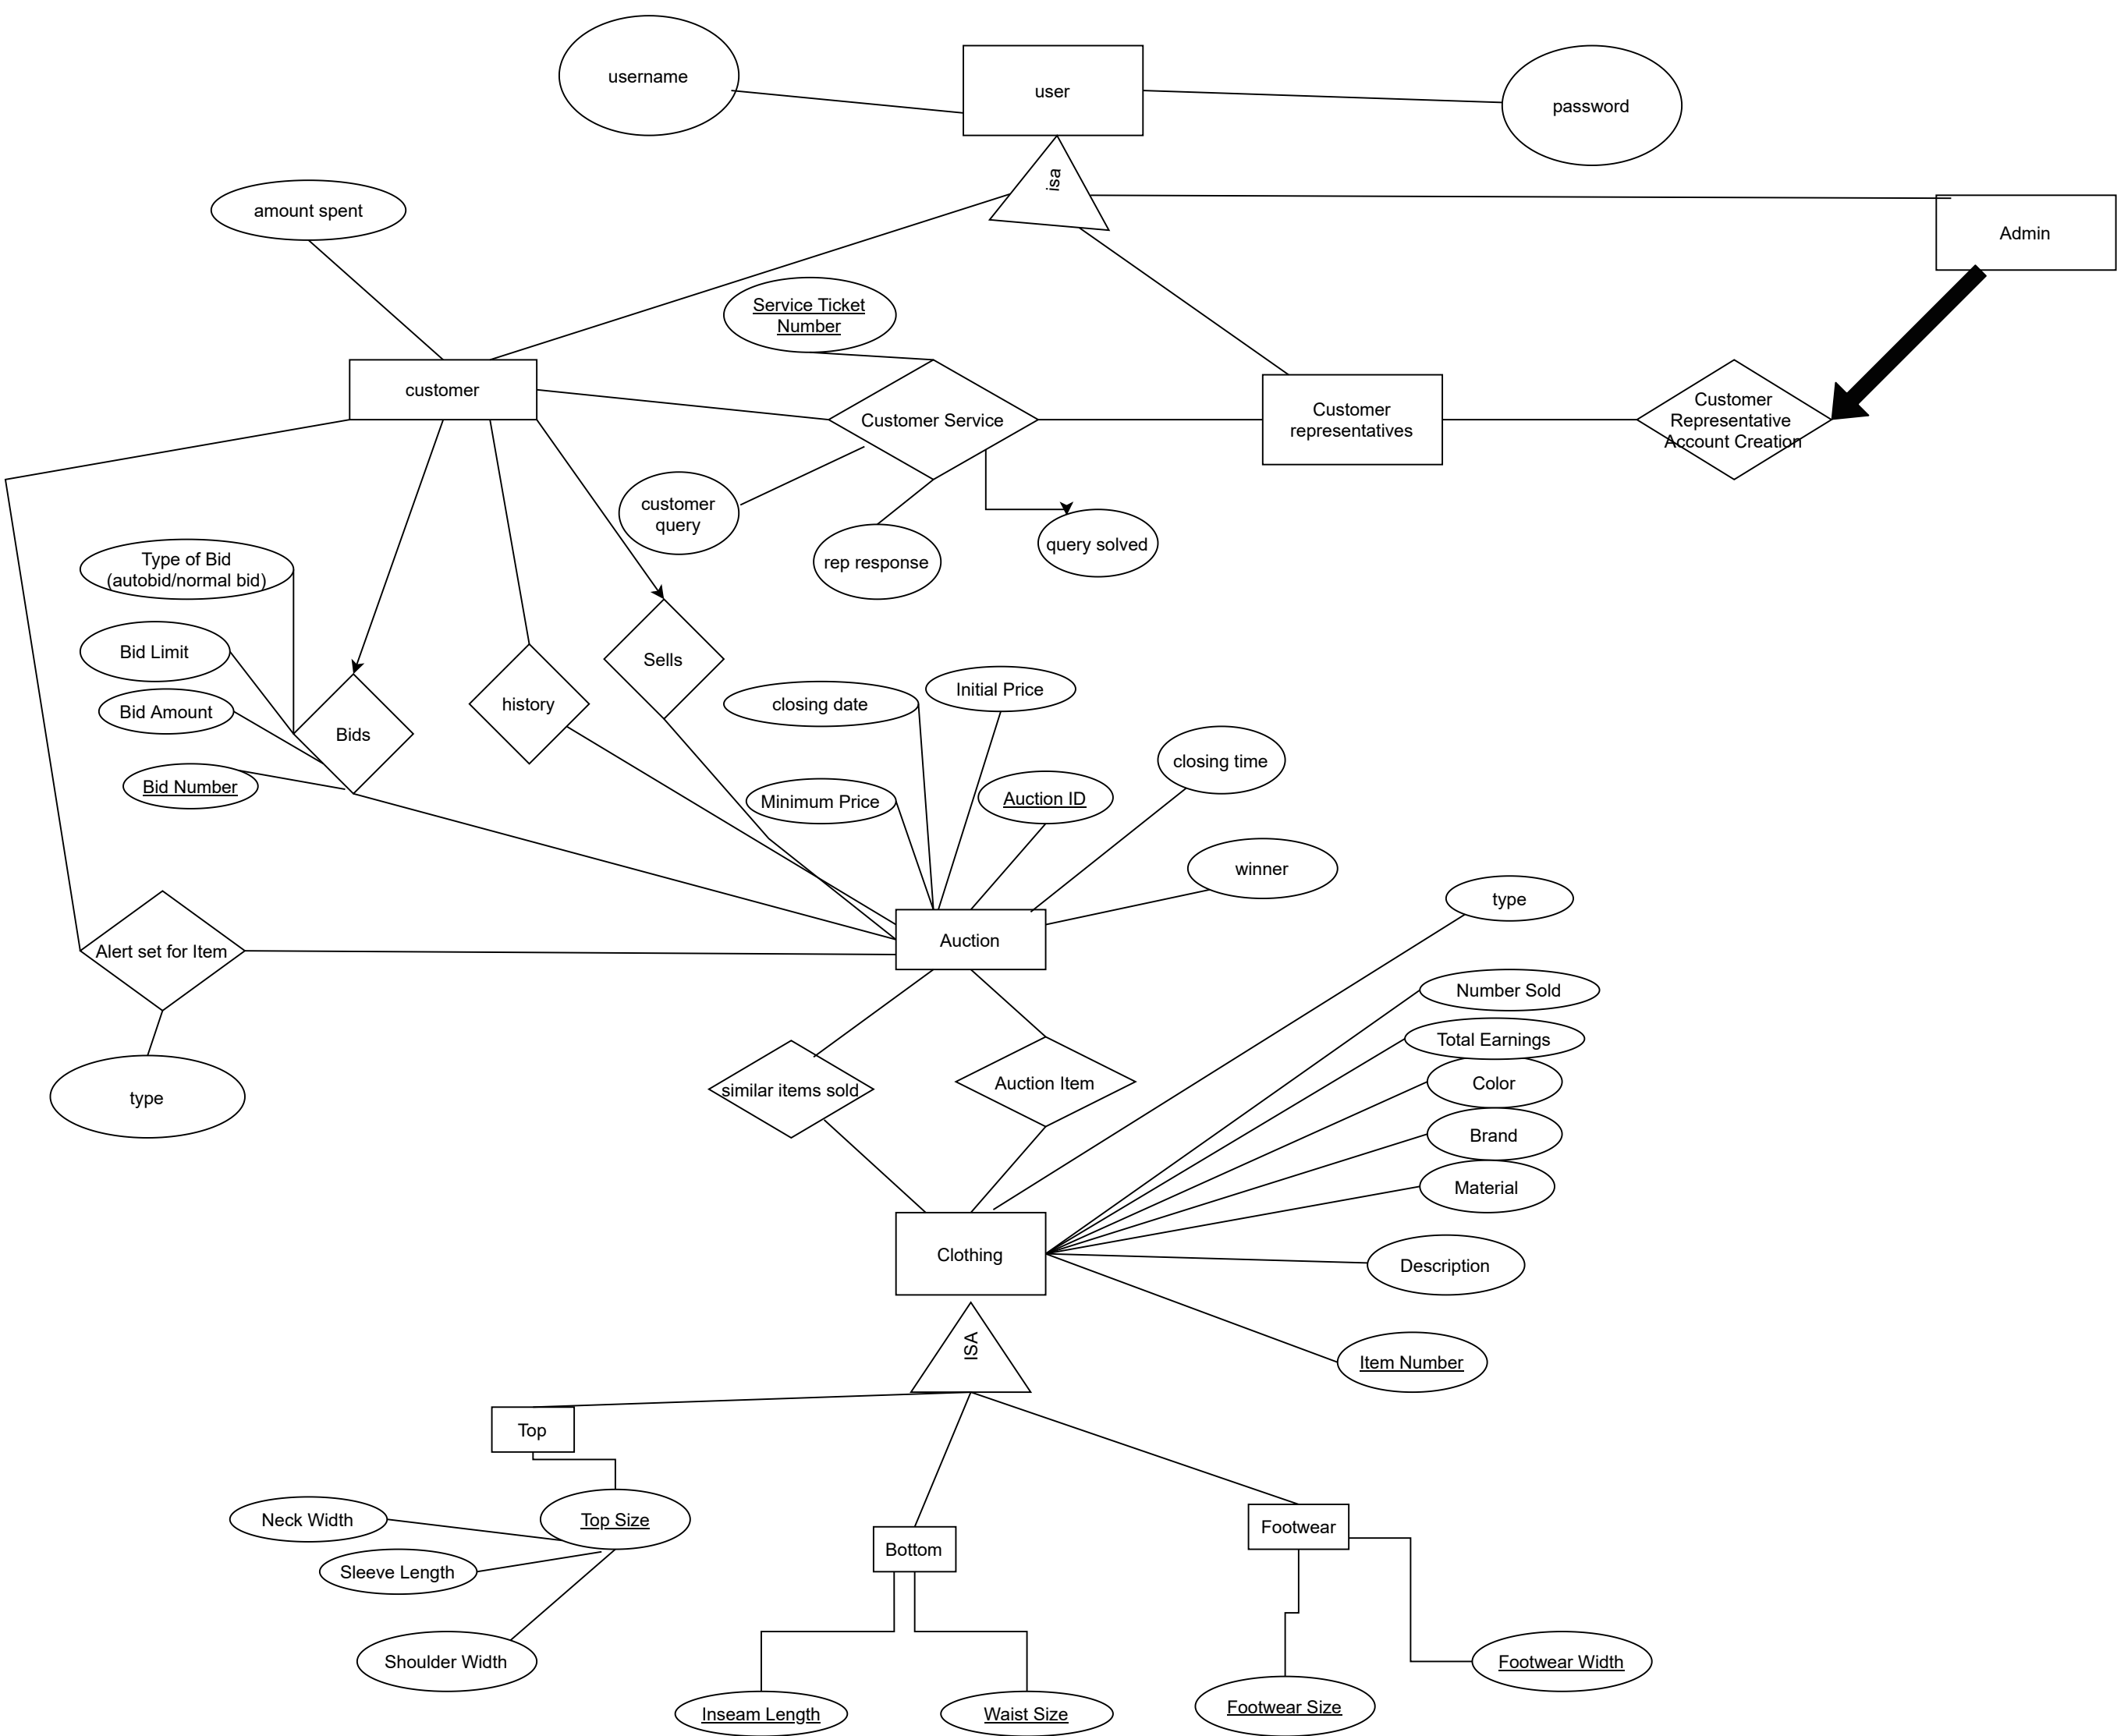 username
user
password
isa
amount spent
Admin
Service Ticket
Number
customer
Customer Service
Customer
representatives
Customer
Representative
Account Creation
customer
query
rep response
query solved
Type of Bid
(autobid/normal bid)
Bid Limit
Bid Amount
Bid Number
Bids
history
Sells
closing date
Initial Price
closing time
Minimum Price
Auction ID
winner
type
Auction
Alert set for Item
type
Number Sold
Total Earnings
Color
Brand
Material
similar items sold
Auction Item
Clothing
Description
Item Number
ISA
Top
Neck Width
Top Size
Sleeve Length
Shoulder Width
Bottom
Footwear
Inseam Length
Waist Size
Footwear Size
Footwear Width